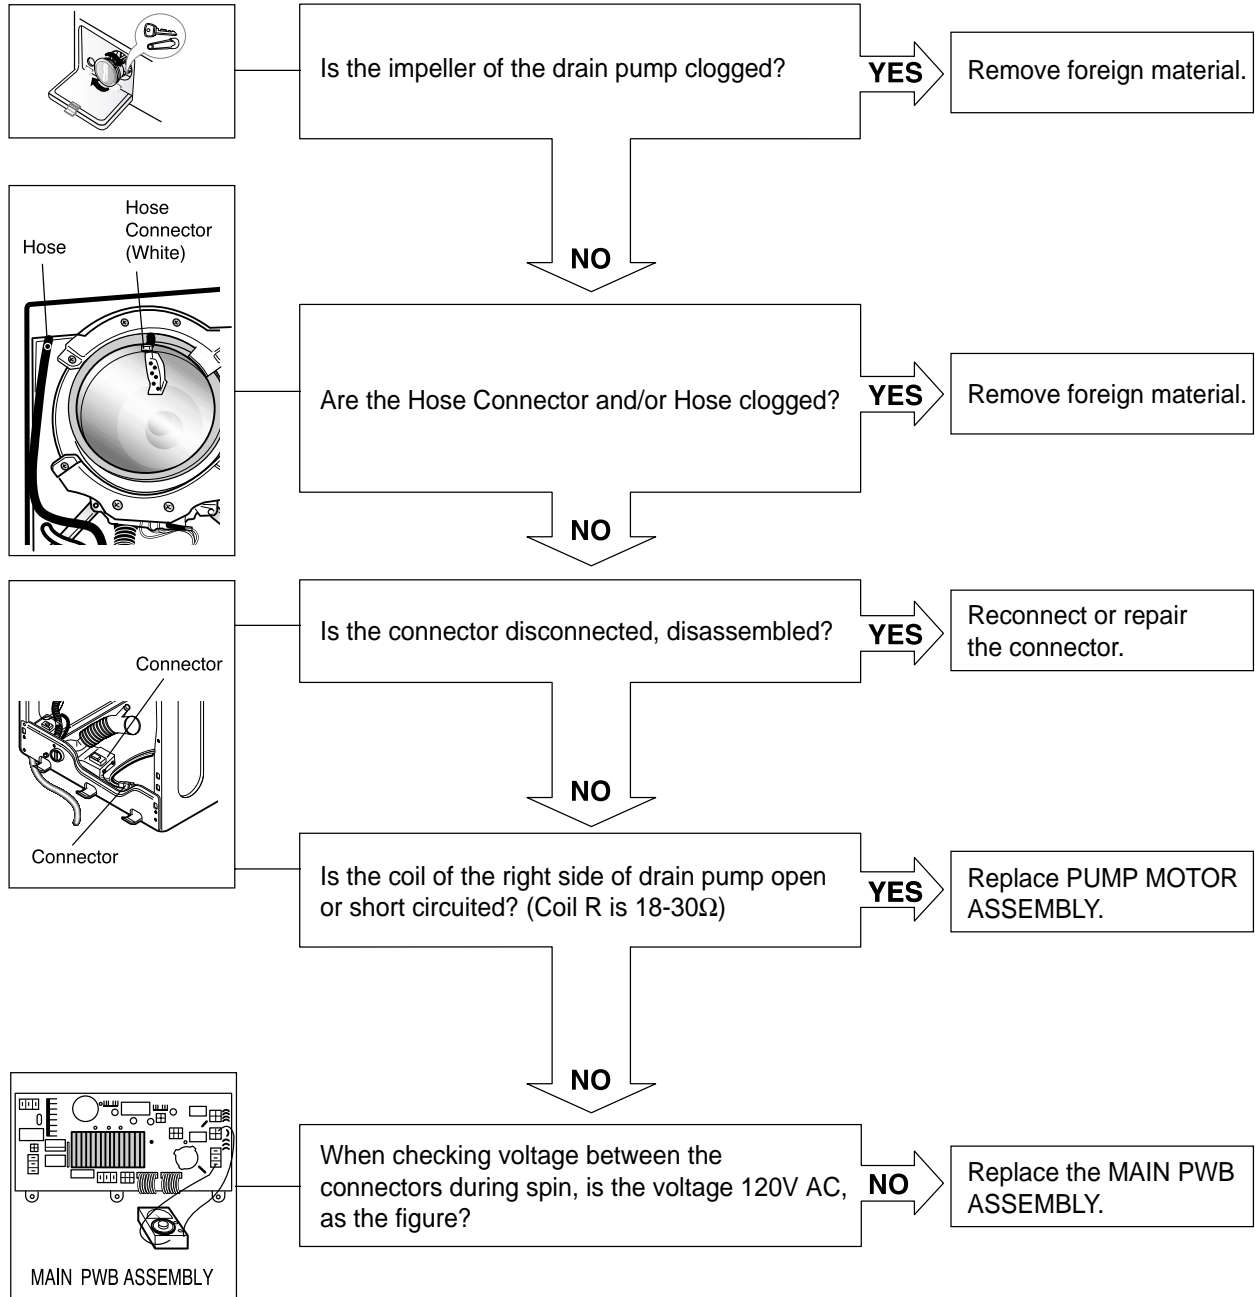 Is the impeller of the drain pump clogged?
YES
Remove foreign material.
NO
Hose
Hose
Connector
(White)
Are the Hose Connector and/or Hose clogged?
YES
Remove foreign material.
NO
Is the connector disconnected, disassembled?
YES
Reconnect or repair
the connector.
Connector
Connector
NO
Is the coil of the right side of drain pump open
or short circuited? (Coil R is 18-30Ω)
YES
Replace PUMP MOTOR
ASSEMBLY.
NO
When checking voltage between the
connectors during spin, is the voltage 120V AC,
as the figure?
NO
Replace the MAIN PWB
ASSEMBLY.
MAIN PWB ASSEMBLY